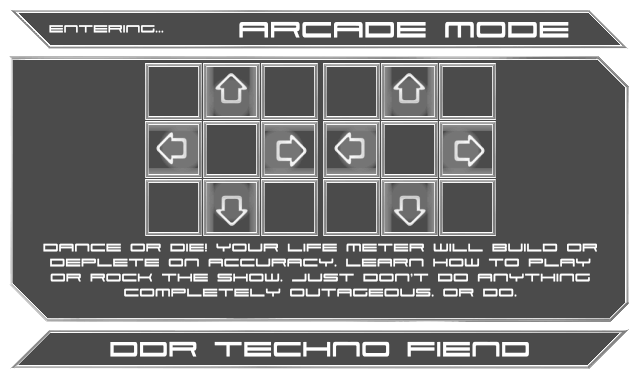 ENTERING...
ARCADE MODE
DANCE OR DIE! YOUR LIFE METER WILL BUILD OR
DEPLETE ON ACCURACY. LEARN HOW TO PLAY
OR ROCK THE SHOW. JUST DON'T DO ANYTHING
COMPLETELY OUTAGEOUS. OR DO.
DDR TECHNO FIEND